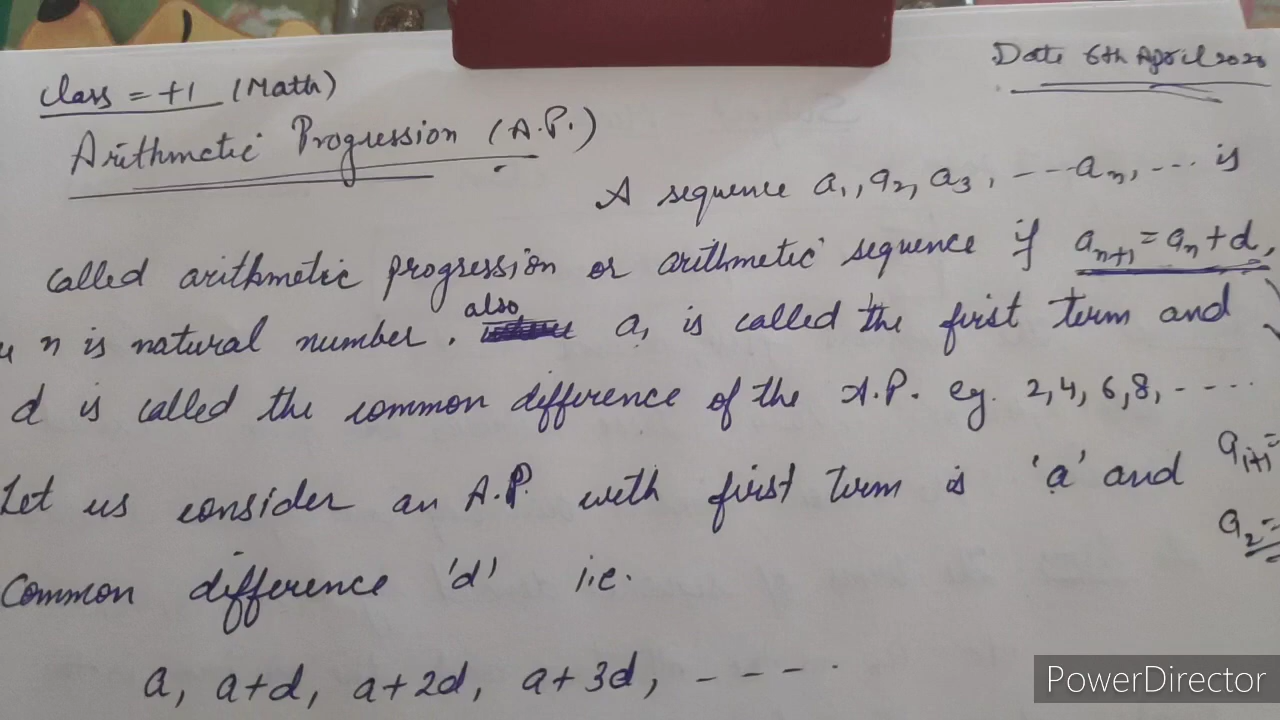 Date 6th April 2020
Class = +1 (Math)
Arithmetic Progression (A.P.)
A sequence a₁, a₂, a₃, ---aₙ, --- is
called arithmetic progression or arithmetic sequence if aₙ₊₁ = aₙ + d,
n is natural number. also a₁ is called the first term and
d is called the common difference of the A.P. eg. 2, 4, 6, 8, ----
Let us consider an A.P. with first term is 'a' and
Common difference 'd' i.e.
a, a+d, a+2d, a+3d, ----
a₁₊₁ =
a₂ =
PowerDirector